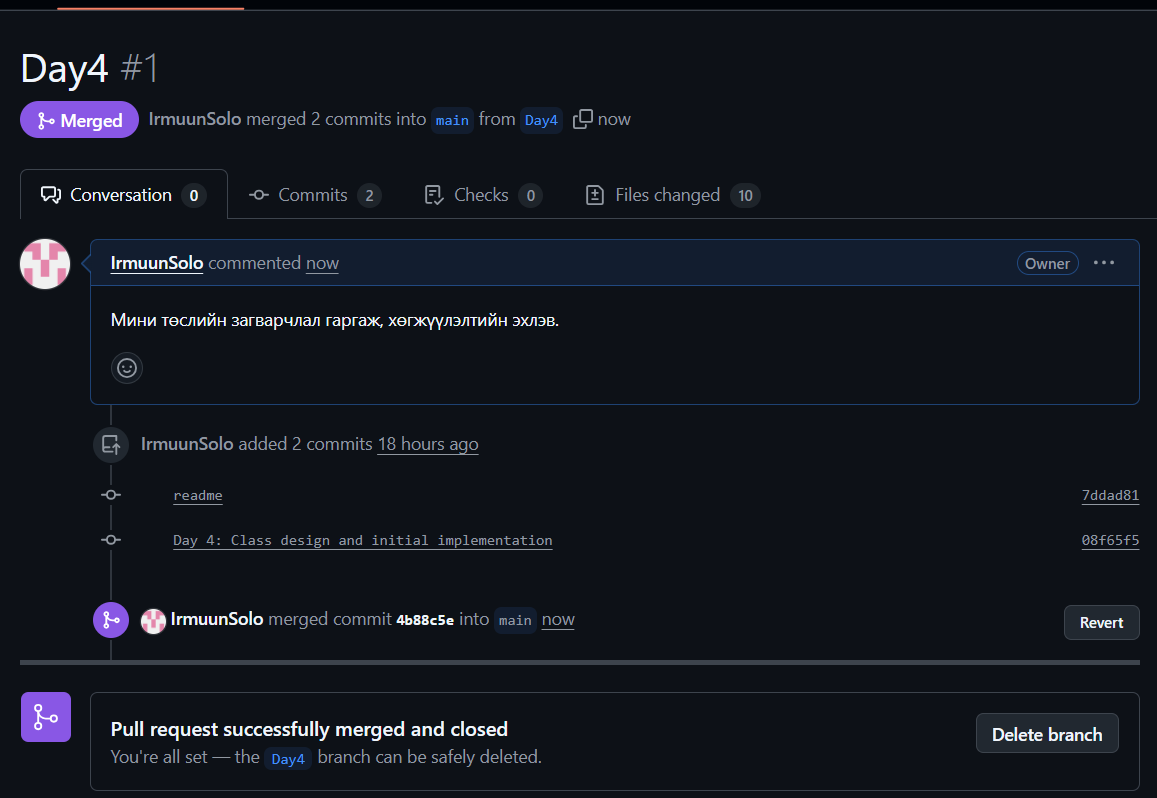 Day4 #1
Merged IrmuunSolo merged 2 commits into main from Day4 now
Conversation 0 Commits 2 Checks 0 Files changed 10
IrmuunSolo commented now Owner ...
Мини төслийн загварчлал гаргаж, хөгжүүлэлтийн эхлэв.
IrmuunSolo added 2 commits 18 hours ago
readme 7ddad81
Day 4: Class design and initial implementation 08f65f5
IrmuunSolo merged commit 4b88c5e into main now Revert
Pull request successfully merged and closed
You're all set — the Day4 branch can be safely deleted.
Delete branch